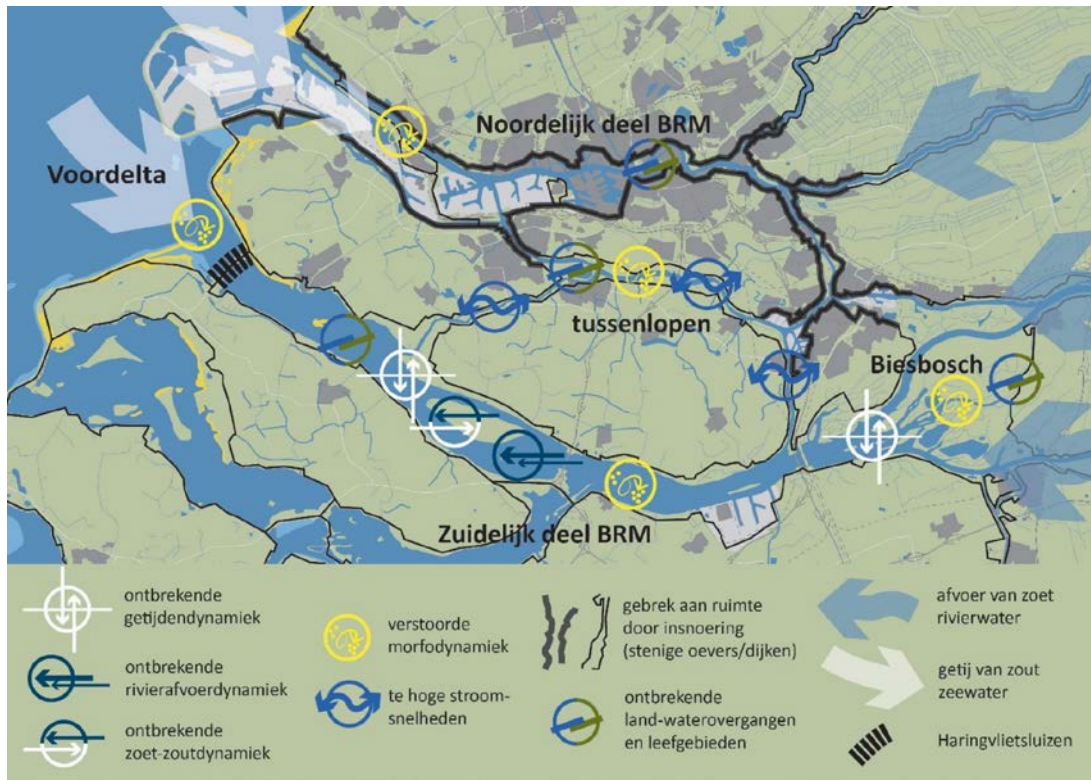 Noordelijk deel BRM
Voordelta
tussenlopen
Biesbosch
Zuidelijk deel BRM
ontbrekende
getijdendynamiek
ontbrekende
rivierafvoerdynamiek
ontbrekende
zoet-zoutdynamiek
verstoorde
morfodynamiek
te hoge stroom-
snelheden
gebrek aan ruimte
door insnoering
(stenige oevers/dijken)
ontbrekende
land-waterovergangen
en leefgebieden
afvoer van zoet
rivierwater
getij van zout
zeewater
Haringvlietsluizen